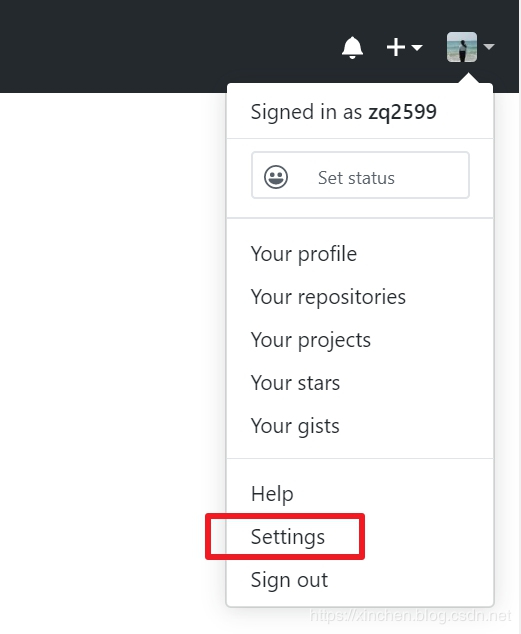 Signed in as zq2599
Set status
Your profile
Your repositories
Your projects
Your stars
Your gists
Help
Settings
Sign out
https://xinchen.blog.csdn.net